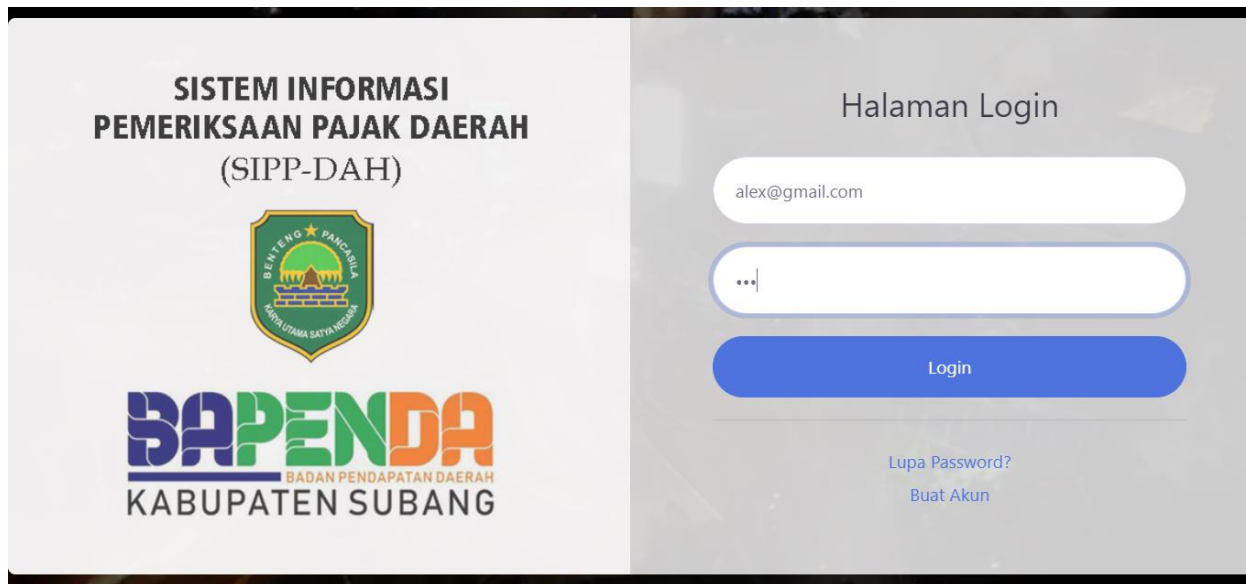 SISTEM INFORMASI
PEMERIKSAAN PAJAK DAERAH
(SIPP-DAH)
BENTENG PANCASILA
KARYA UTAMA SATYA NEGARA
BAPENDA
BADAN PENDAPATAN DAERAH
KABUPATEN SUBANG
Halaman Login
alex@gmail.com
•••
Login
Lupa Password?
Buat Akun